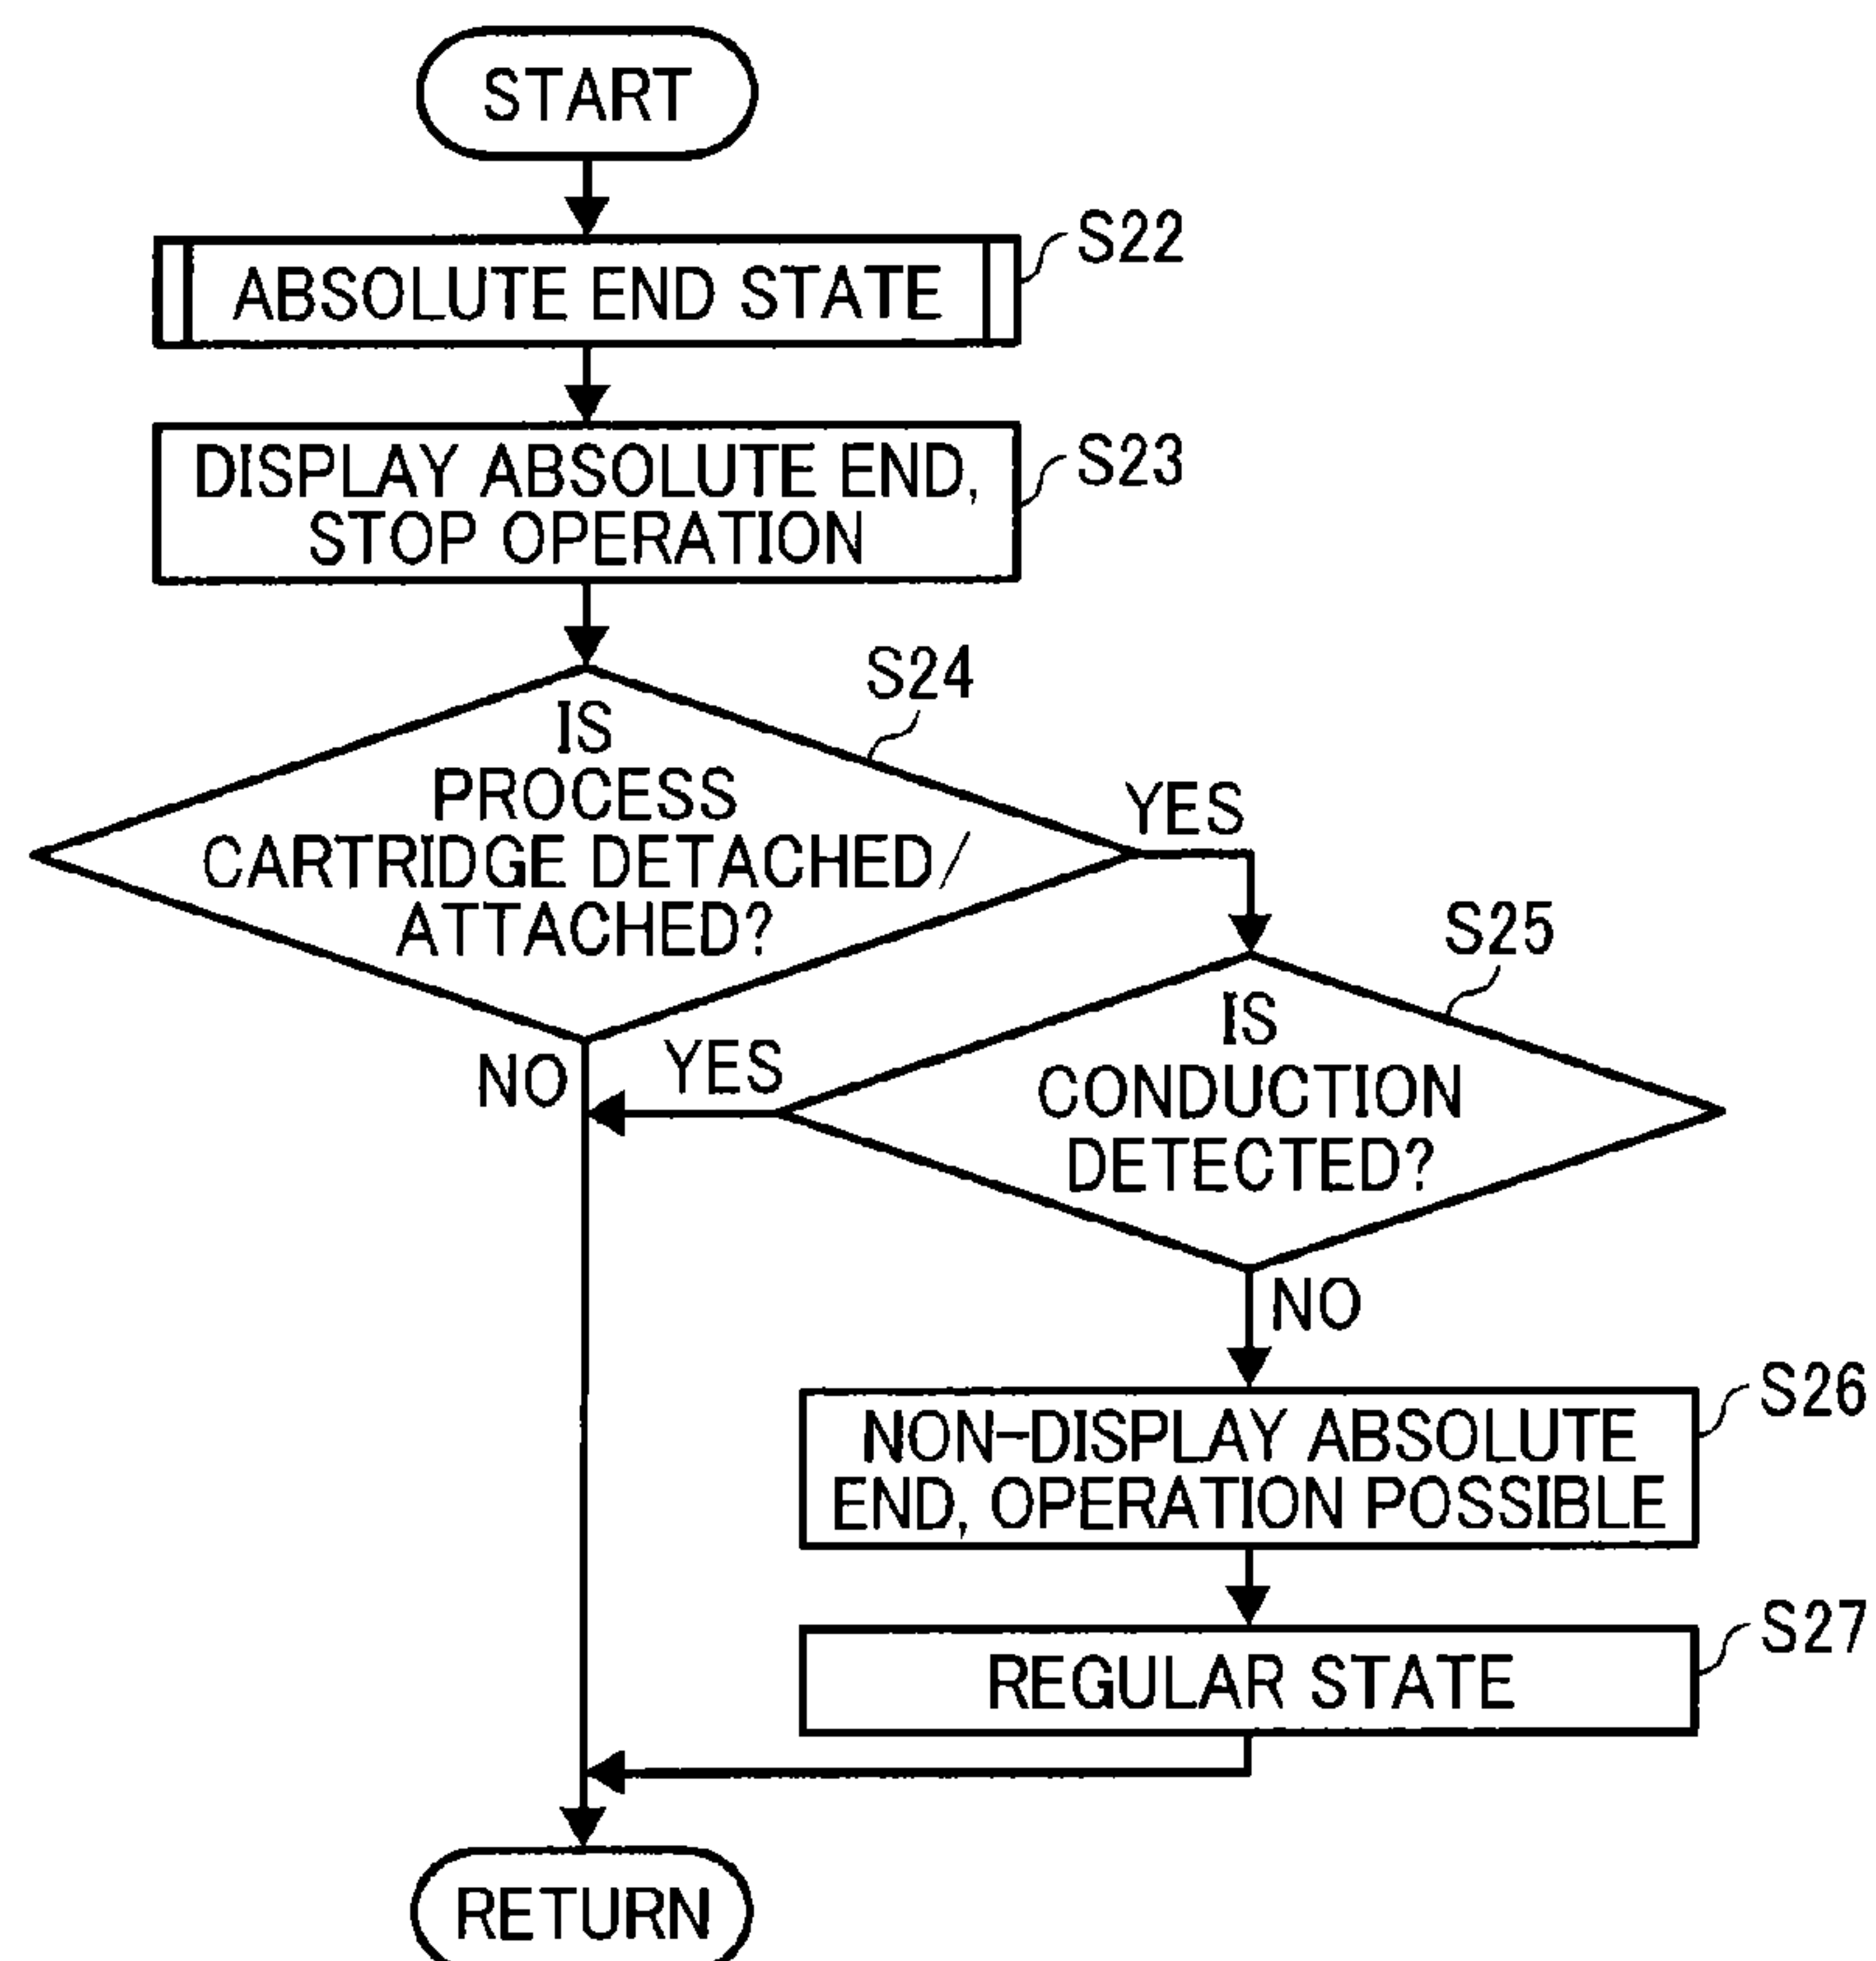 START
S22
ABSOLUTE END STATE
S23
DISPLAY ABSOLUTE END,
STOP OPERATION
S24
IS
PROCESS
CARTRIDGE DETACHED/
ATTACHED?
YES
S25
IS
CONDUCTION
DETECTED?
NO
YES
NO
S26
NON-DISPLAY ABSOLUTE
END, OPERATION POSSIBLE
S27
REGULAR STATE
RETURN